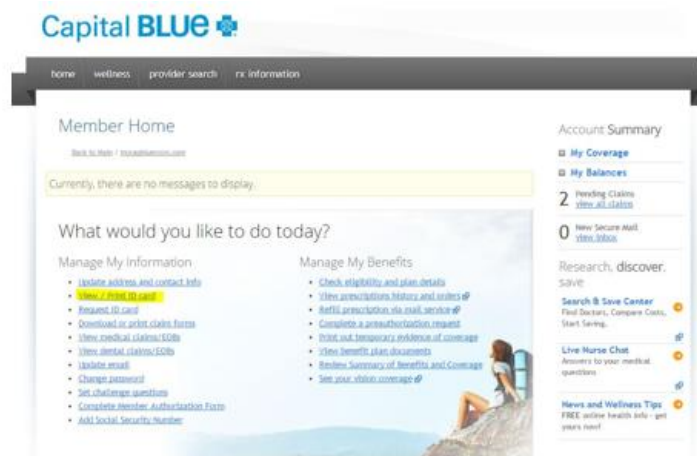 Capital BLUE
home wellness provider search rx information
Member Home
Back to Main /
Currently, there are no messages to display.
What would you like to do today?
Manage My Information
Update address and contact info
View / Print ID card
Request ID card
Download or print claim forms
View medical claims/EOBs
View dental claims/EOBs
Update email
Change password
Set challenge questions
Complete Member Authorization Form
Add Social Security Number
Manage My Benefits
Check eligibility and plan details
View prescriptions history and orders
Refill prescription via mail service
Complete a preauthorization request
Print out temporary evidence of coverage
View benefit plan documents
Review Summary of Benefits and Coverage
See your vision coverage
Account Summary
My Coverage
My Balances
2 Pending Claims
view all claims
0 New Secure Mail
View Inbox
Research, discover,
save
Search & Save Center
Find Doctors, Compare Costs,
Start Saving.
Live Nurse Chat
Answers to your medical
questions
News and Wellness Tips
FREE online health info - get
yours now!